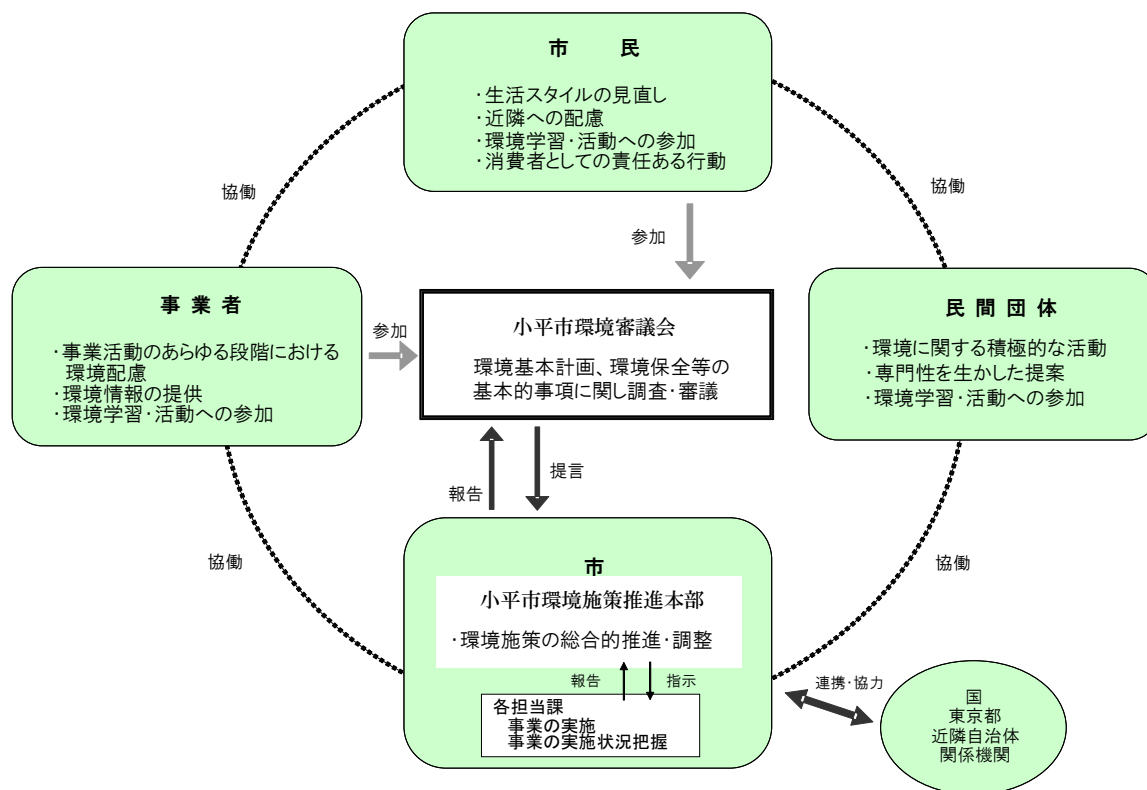 市　　民
・生活スタイルの見直し
・近隣への配慮
・環境学習・活動への参加
・消費者としての責任ある行動
協働
協働
参加
事 業 者
・事業活動のあらゆる段階における
環境配慮
・環境情報の提供
・環境学習・活動への参加
参加
小平市環境審議会
環境基本計画、環境保全等の
基本的事項に関し調査・審議
民 間 団 体
・環境に関する積極的な活動
・専門性を生かした提案
・環境学習・活動への参加
報告
提言
協働
協働
市
小平市環境施策推進本部
・環境施策の総合的推進・調整
報告
指示
各担当課
事業の実施
事業の実施状況把握
連携・協力
国
東京都
近隣自治体
関係機関